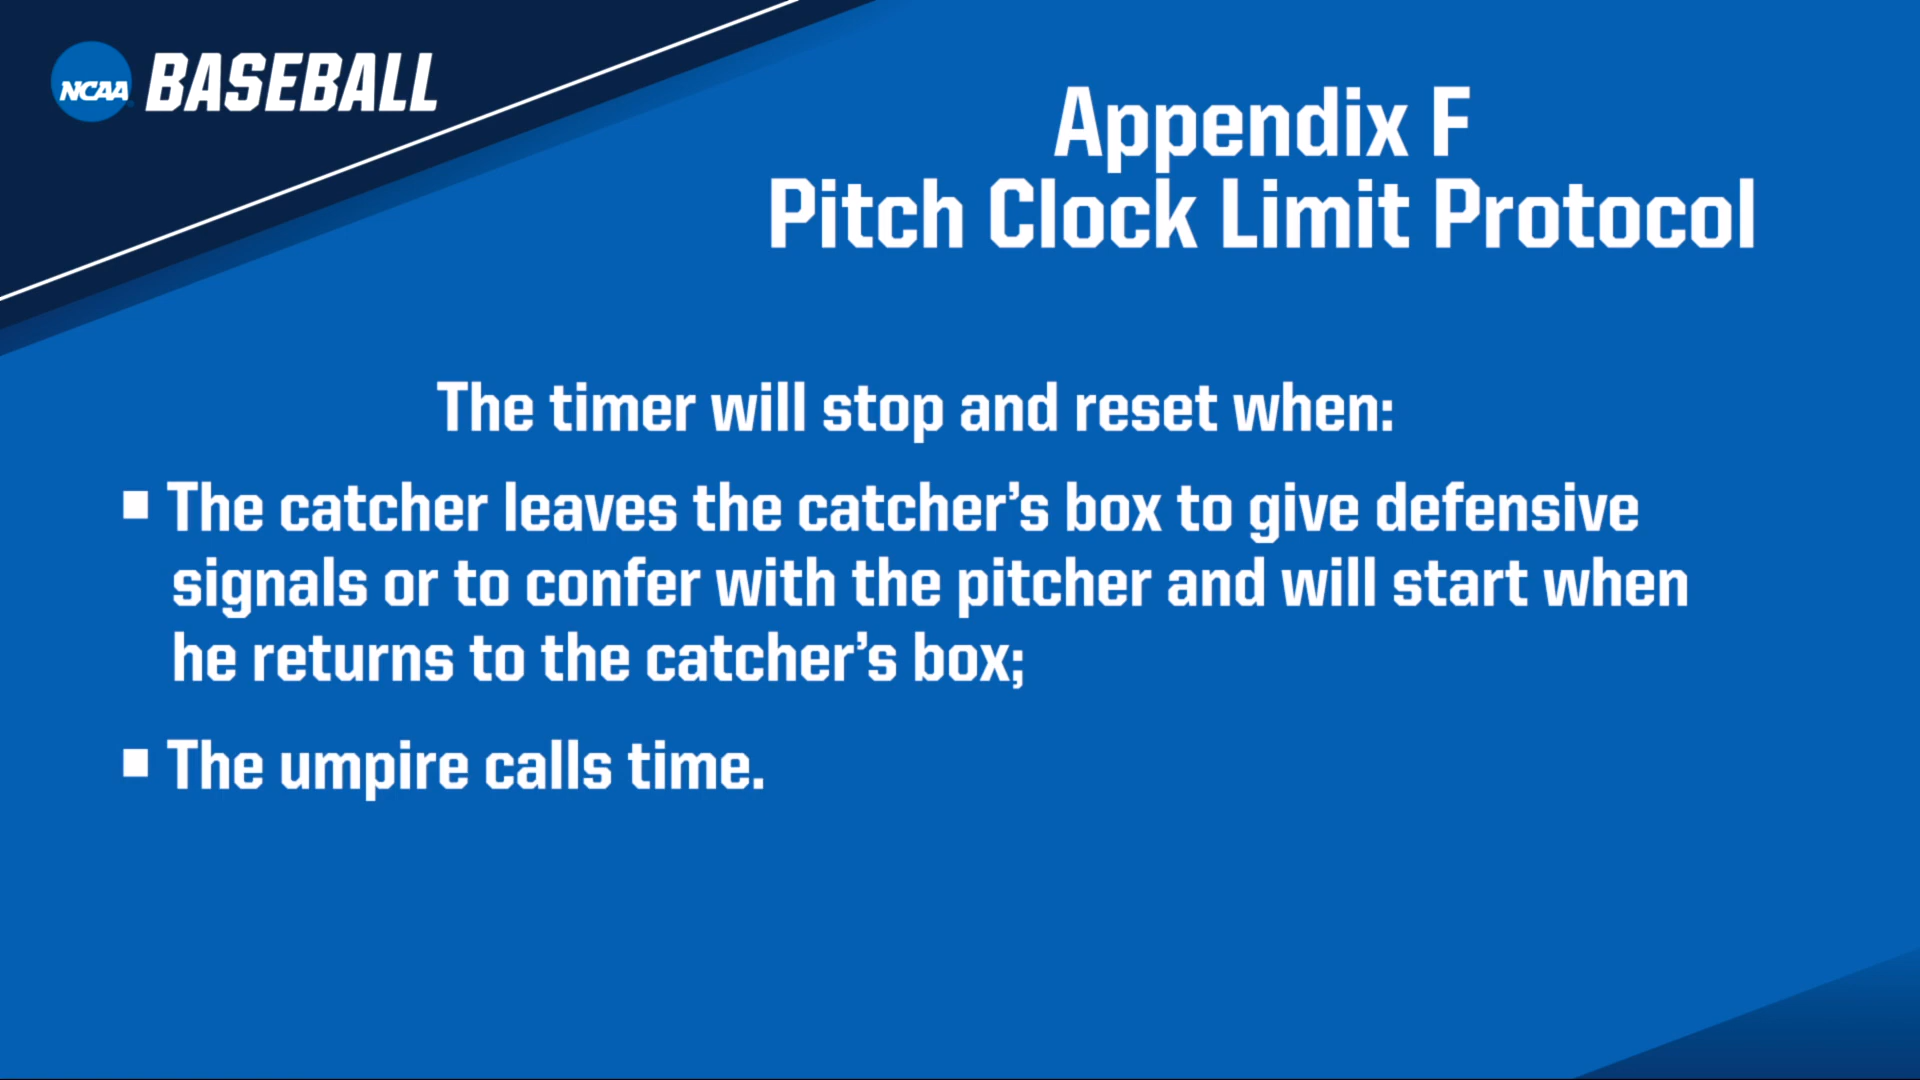 NCAA BASEBALL
Appendix F
Pitch Clock Limit Protocol
The timer will stop and reset when:
▪ The catcher leaves the catcher’s box to give defensive
signals or to confer with the pitcher and will start when
he returns to the catcher’s box;
▪ The umpire calls time.